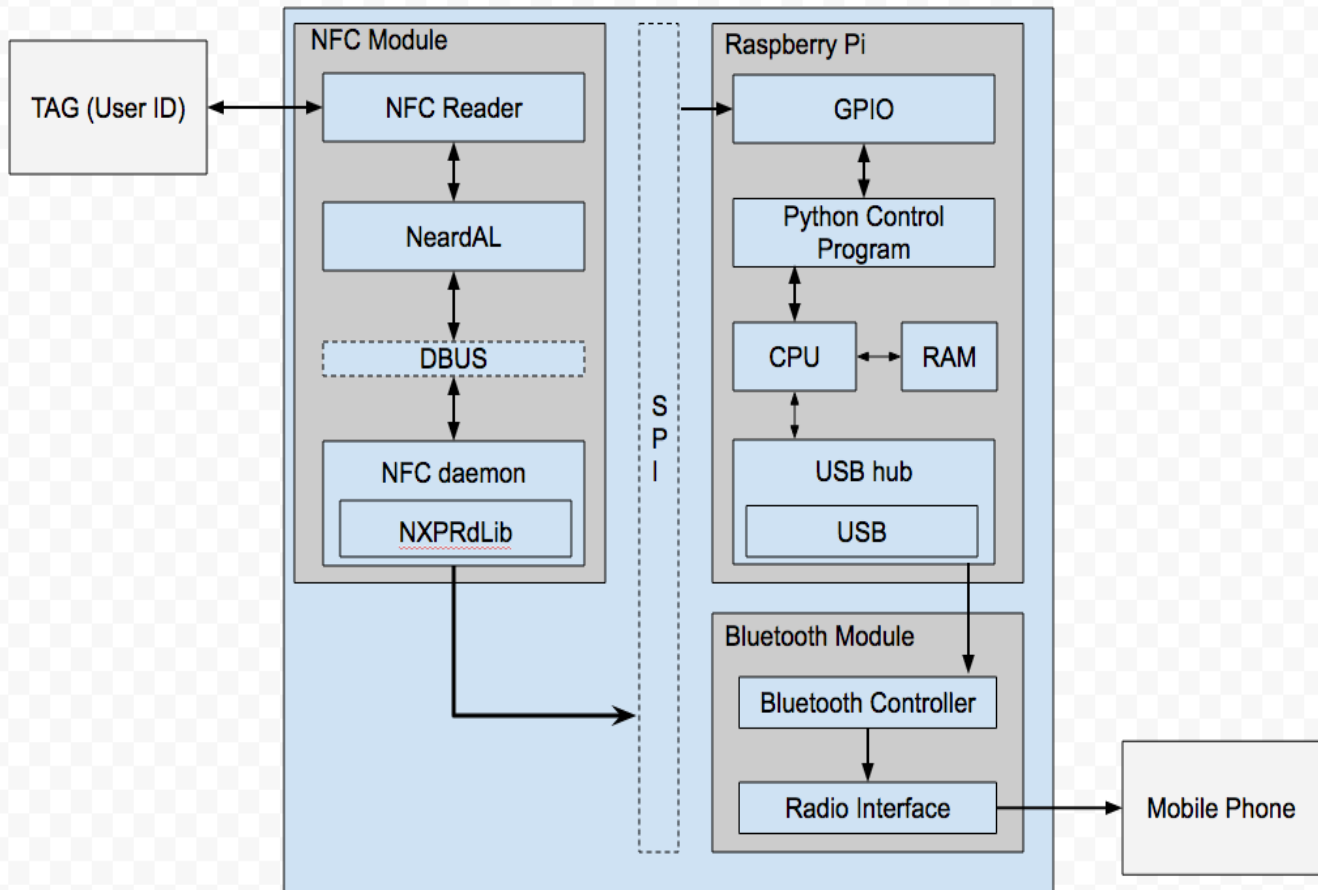 TAG (User ID)
NFC Module
NFC Reader
NeardAL
DBUS
NFC daemon
NXPRdLib
S
P
I
Raspberry Pi
GPIO
Python Control
Program
CPU
RAM
USB hub
USB
Bluetooth Module
Bluetooth Controller
Radio Interface
Mobile Phone